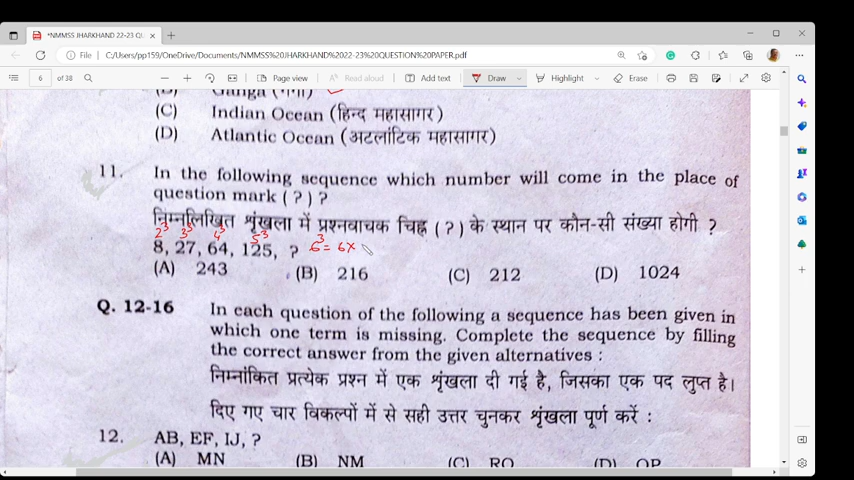 *NMMSS JHARKHAND 22-23 QU
File C:/Users/pp159/OneDrive/Documents/NMMSS%20JHARKHAND%2022-23%20QUESTION%20PAPER.pdf
6 of 38 Page view Read aloud Add text Draw Highlight Erase
(B) Ganga (गंगा)
(C) Indian Ocean (हिन्द महासागर)
(D) Atlantic Ocean (अटलांटिक महासागर)
11. In the following sequence which number will come in the place of
question mark ( ? ) ?
निम्नलिखित श्रृंखला में प्रश्नवाचक चिह्न ( ? ) के स्थान पर कौन-सी संख्या होगी ?
2³ 3³ 4³ 5³
8, 27, 64, 125, ? 6³ = 6×
(A) 243 (B) 216 (C) 212 (D) 1024
Q. 12-16 In each question of the following a sequence has been given in
which one term is missing. Complete the sequence by filling
the correct answer from the given alternatives :
निम्नांकित प्रत्येक प्रश्न में एक श्रृंखला दी गई है, जिसका एक पद लुप्त है।
दिए गए चार विकल्पों में से सही उत्तर चुनकर श्रृंखला पूर्ण करें :
12. AB, EF, IJ, ?
(A) MN (B) NM (C) RQ (D) OP